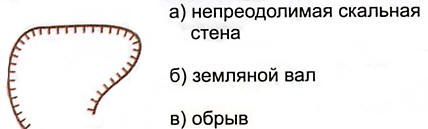 а) непреодолимая скальная
стена
б) земляной вал
в) обрыв